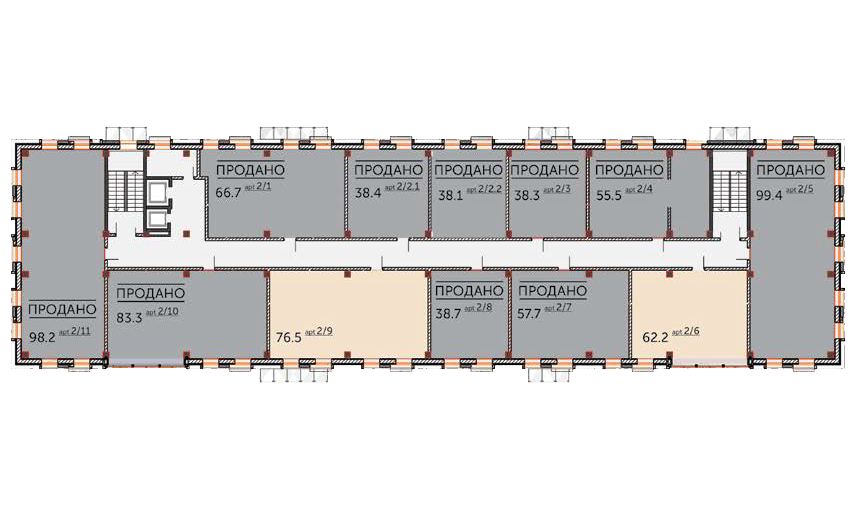 ПРОДАНО
66.7 apt 2/1
ПРОДАНО
38.4 apt 2/2.1
ПРОДАНО
38.1 apt 2/2.2
ПРОДАНО
38.3 apt 2/3
ПРОДАНО
55.5 apt 2/4
ПРОДАНО
99.4 apt 2/5
ПРОДАНО
98.2 apt 2/11
ПРОДАНО
83.3 apt 2/10
76.5 apt 2/9
ПРОДАНО
38.7 apt 2/8
ПРОДАНО
57.7 apt 2/7
62.2 apt 2/6